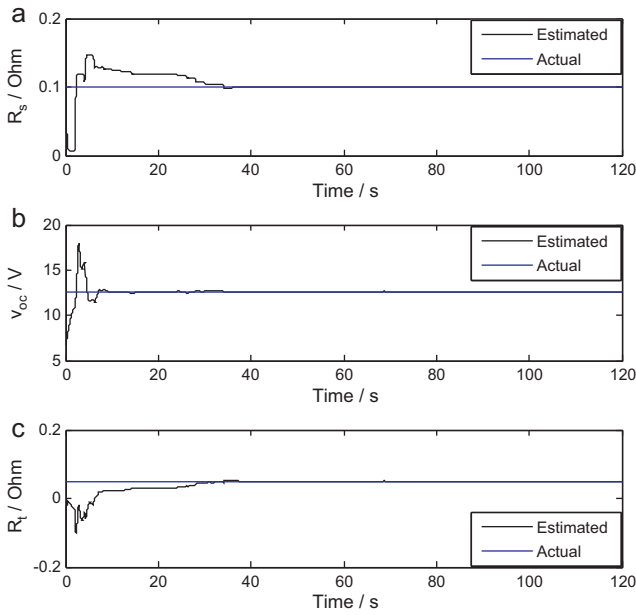 a
0.2
0.1
0
R_s / Ohm
Estimated
Actual
0 20 40 60 80 100 120
Time / s
b
20
15
10
5
v_oc / V
Estimated
Actual
0 20 40 60 80 100 120
Time / s
c
0.2
0
-0.2
R_t / Ohm
Estimated
Actual
0 20 40 60 80 100 120
Time / s